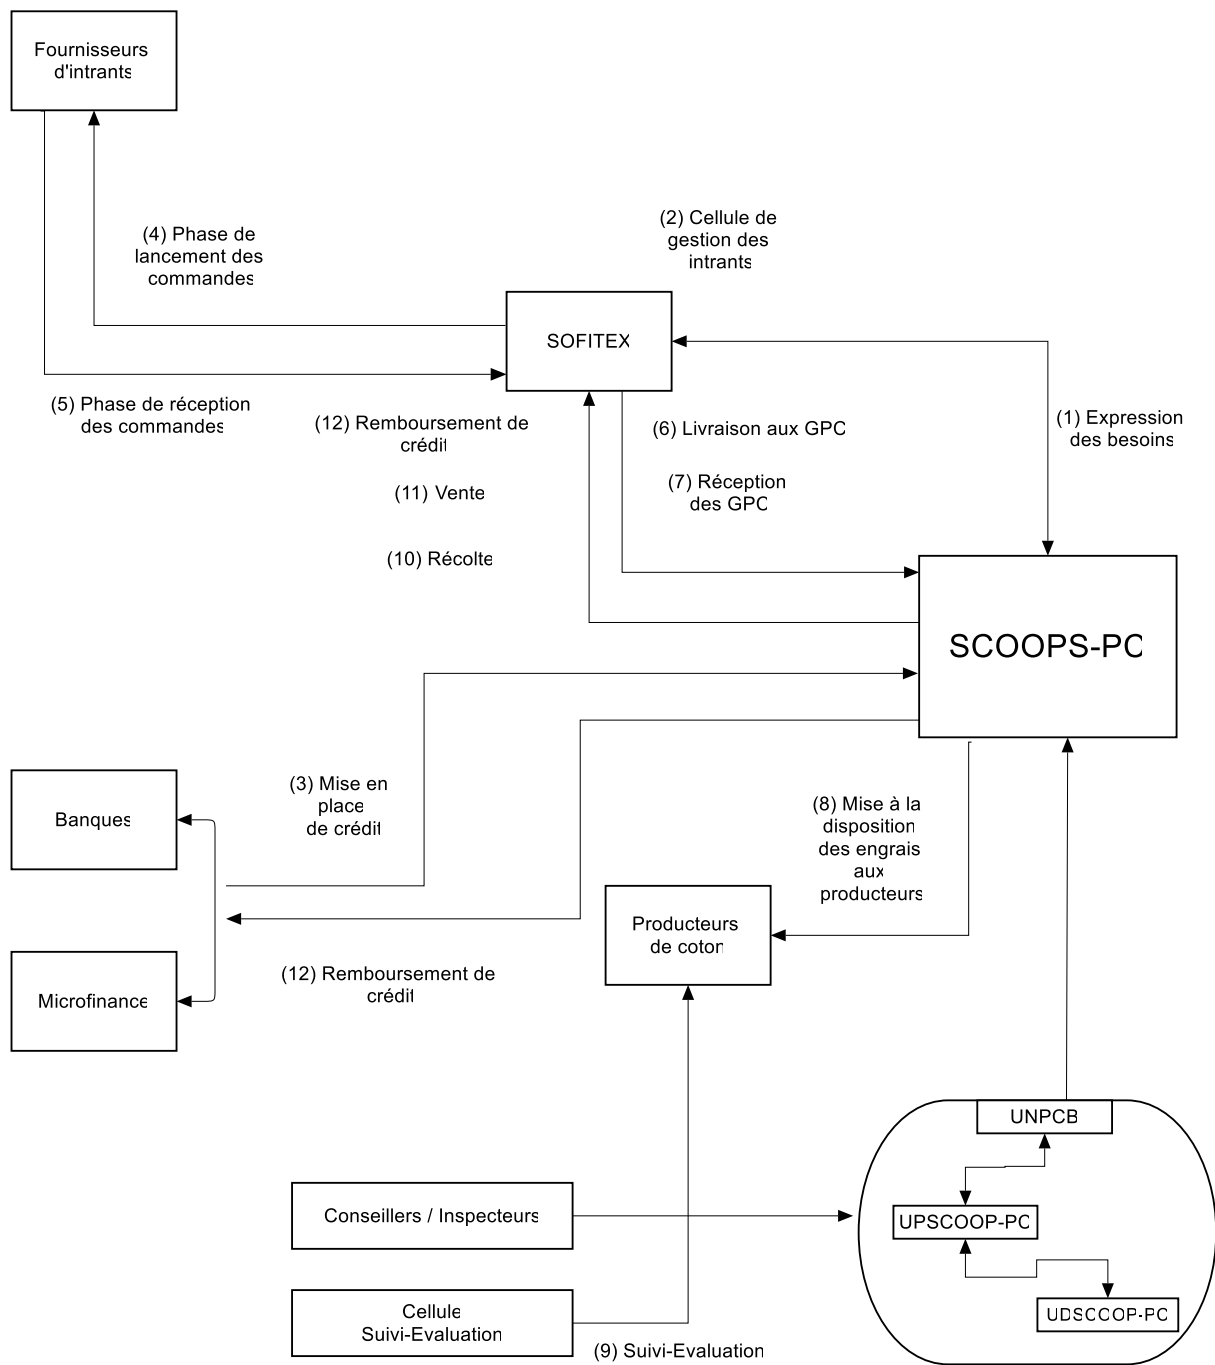 Fournisseurs
d'intrants
(4) Phase de
lancement des
commandes
(2) Cellule de
gestion des
intrants
SOFITEX
(5) Phase de réception
des commandes
(12) Remboursement de
crédit
(6) Livraison aux GPC
(1) Expression
des besoins
(11) Vente
(7) Réception
des GPC
(10) Récolte
SCOOPS-PC
(3) Mise en
place
de crédit
Banques
(8) Mise à la
disposition
des engrais
aux
producteurs
Producteurs
de coton
Microfinance
(12) Remboursement de
crédit
UNPCB
Conseillers / Inspecteurs
UPSCOOP-PC
Cellule
Suivi-Evaluation
UDSCCOP-PC
(9) Suivi-Evaluation